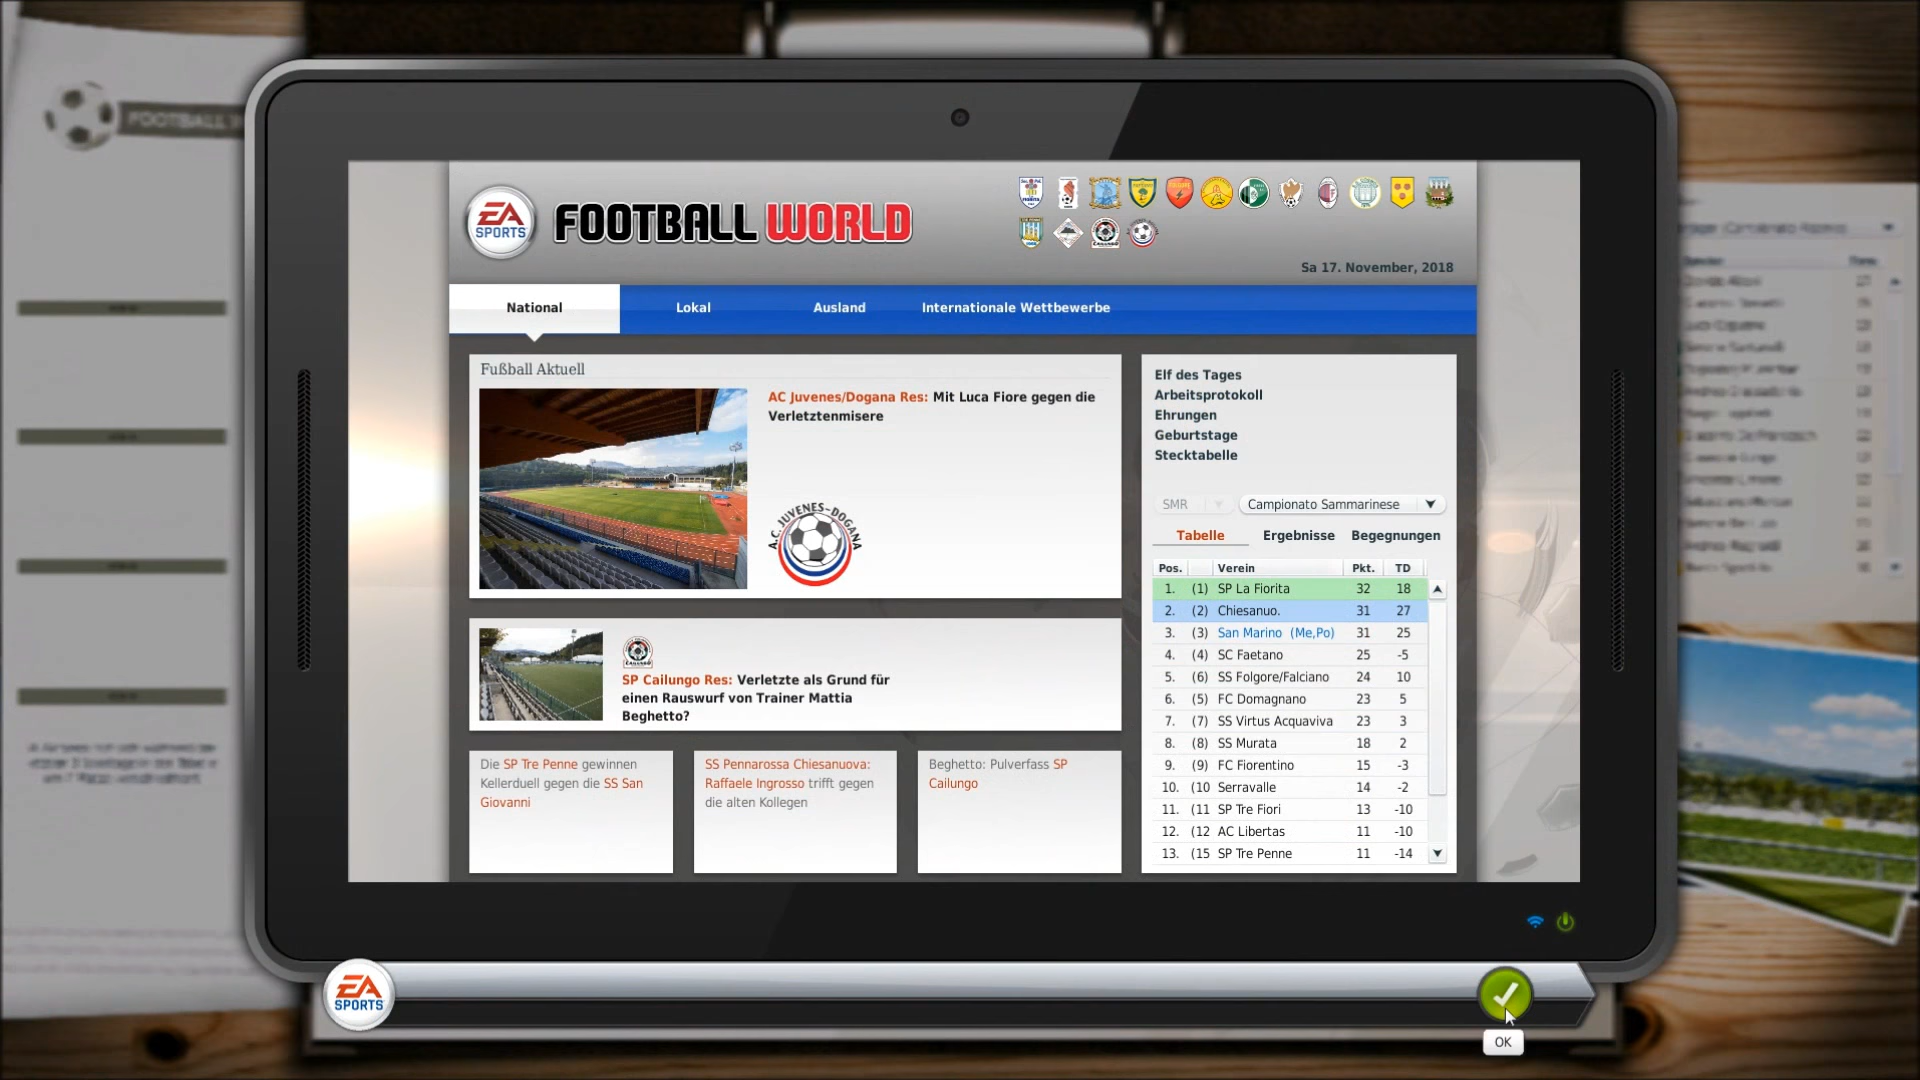 FOOTBALL
EA
SPORTS
FOOTBALL WORLD
Sa 17. November, 2018
National
Lokal
Ausland
Internationale Wettbewerbe
Fußball Aktuell
AC Juvenes/Dogana Res: Mit Luca Fiore gegen die
Verletztenmisere
A.C. JUVENES-DOGANA
SP Cailungo Res: Verletzte als Grund für
einen Rauswurf von Trainer Mattia
Beghetto?
Die SP Tre Penne gewinnen
Kellerduell gegen die SS San
Giovanni
SS Pennarossa Chiesanuova:
Raffaele Ingrosso trifft gegen
die alten Kollegen
Beghetto: Pulverfass SP
Cailungo
Elf des Tages
Arbeitsprotokoll
Ehrungen
Geburtstage
Stecktabelle
SMR
Campionato Sammarinese
Tabelle Ergebnisse Begegnungen
Pos. Verein Pkt. TD
1. (1) SP La Fiorita 32 18
2. (2) Chiesanuo. 31 27
3. (3) San Marino (Me,Po) 31 25
4. (4) SC Faetano 25 -5
5. (6) SS Folgore/Falciano 24 10
6. (5) FC Domagnano 23 5
7. (7) SS Virtus Acquaviva 23 3
8. (8) SS Murata 18 2
9. (9) FC Fiorentino 15 -3
10. (10 Serravalle 14 -2
11. (11 SP Tre Fiori 13 -10
12. (12 AC Libertas 11 -10
13. (15 SP Tre Penne 11 -14
EA
SPORTS
OK